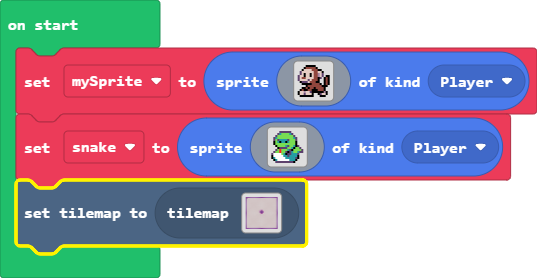 on start
set mySprite to sprite of kind Player
set snake to sprite of kind Player
set tilemap to tilemap